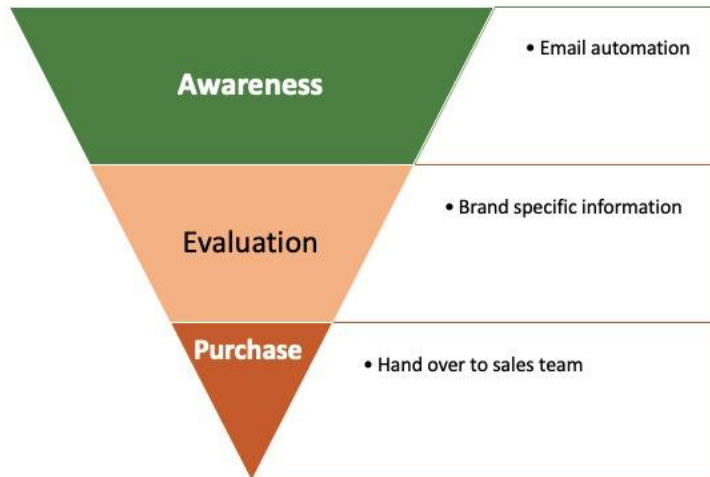 Awareness
• Email automation
Evaluation
• Brand specific information
Purchase
• Hand over to sales team